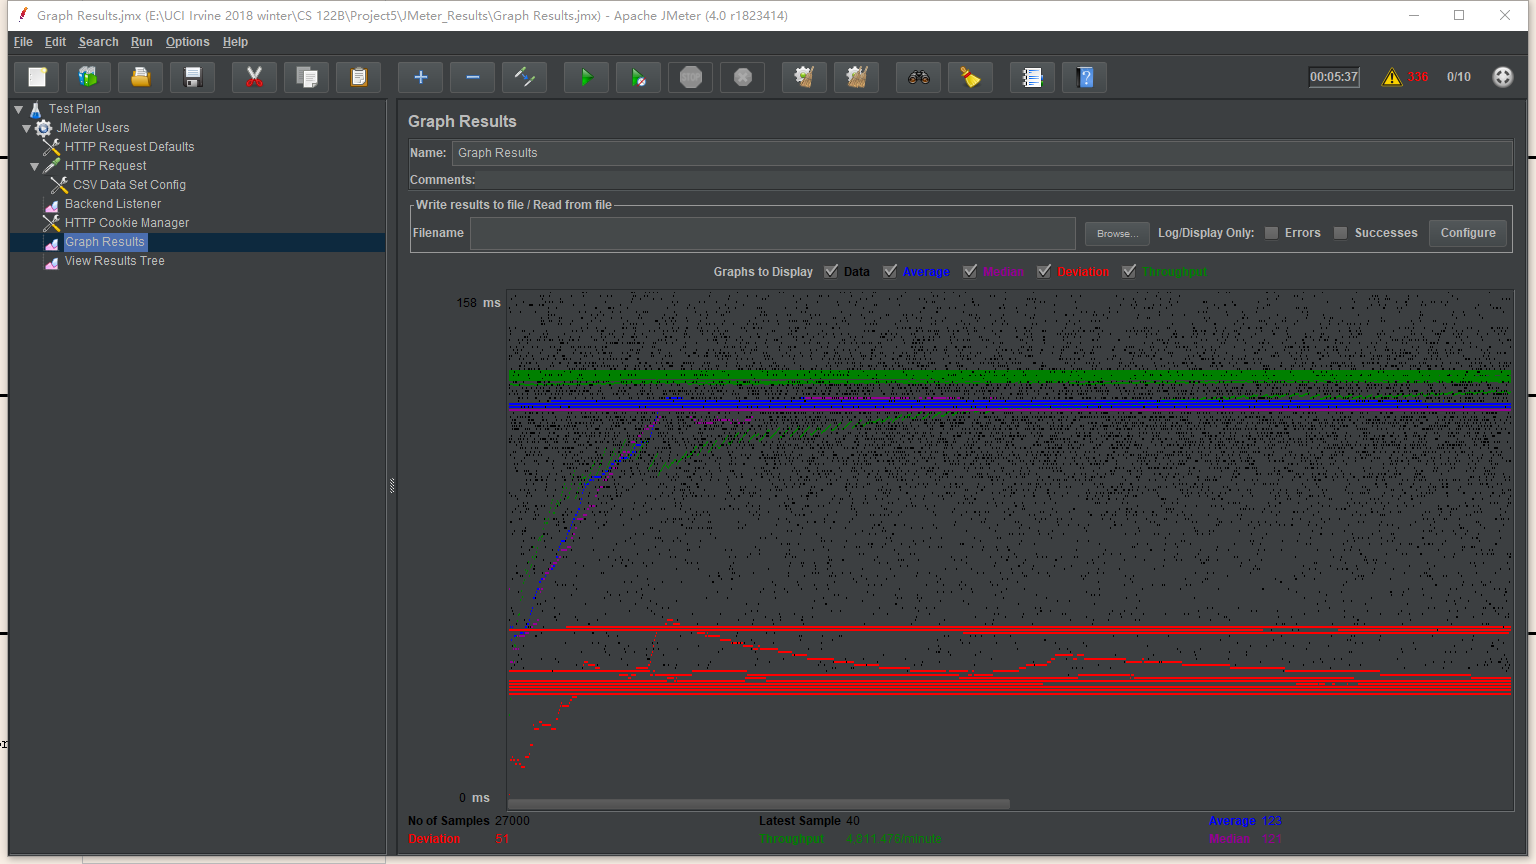 Graph Results.jmx (E:\UCI Irvine 2018 winter\CS 122B\Project5\JMeter_Results\Graph Results.jmx) - Apache JMeter (4.0 r1823414)
File Edit Search Run Options Help
STOP 00:05:37 336 0/10
Test Plan
JMeter Users
HTTP Request Defaults
HTTP Request
CSV Data Set Config
Backend Listener
HTTP Cookie Manager
Graph Results
View Results Tree
Graph Results
Name: Graph Results
Comments:
Write results to file / Read from file
Filename Browse... Log/Display Only: Errors Successes Configure
Graphs to Display Data Average Median Deviation Throughput
158 ms
0 ms
No of Samples 27000 Latest Sample 40 Average 123
Deviation 51 Throughput 4,811.476/minute Median 121